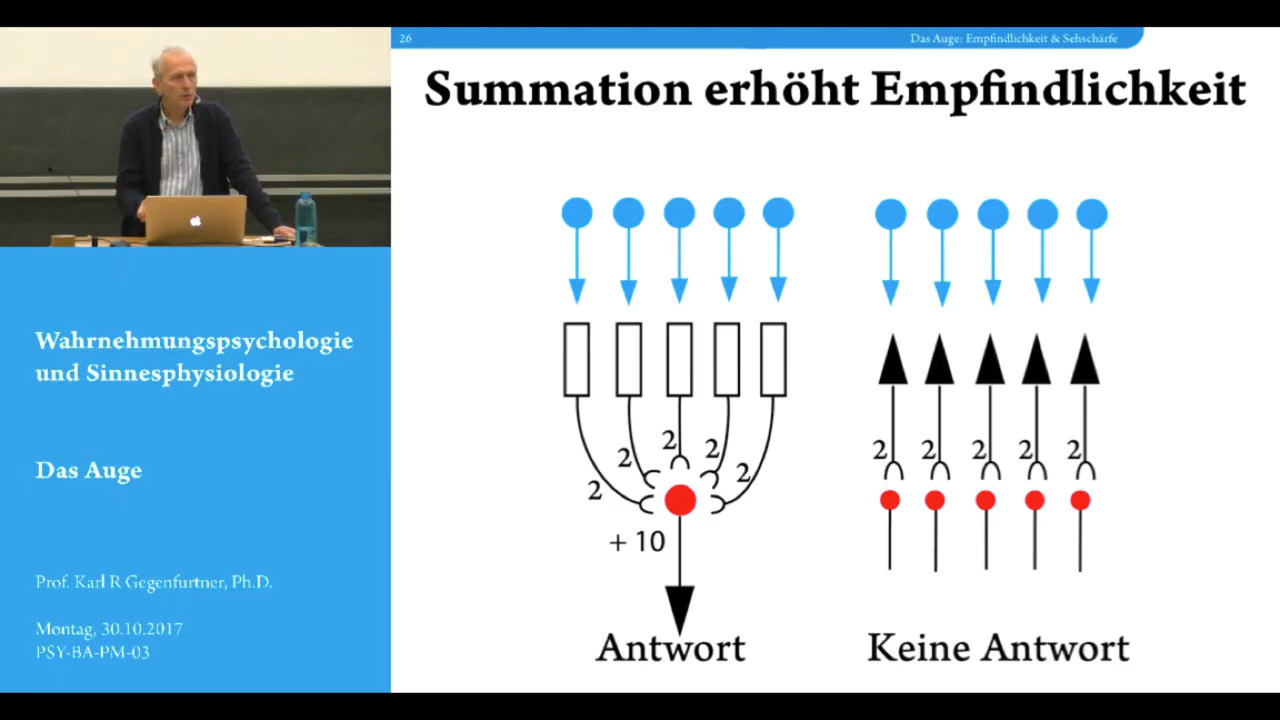 26
Das Auge: Empfindlichkeit & Sehschärfe
Summation erhöht Empfindlichkeit
Wahrnehmungspsychologie
und Sinnesphysiologie
Das Auge
Prof. Karl R Gegenfurtner, Ph.D.
Montag, 30.10.2017
PSY-BA-PM-03
2
2
2
2
2
+ 10
Antwort
2 2 2 2 2
Keine Antwort